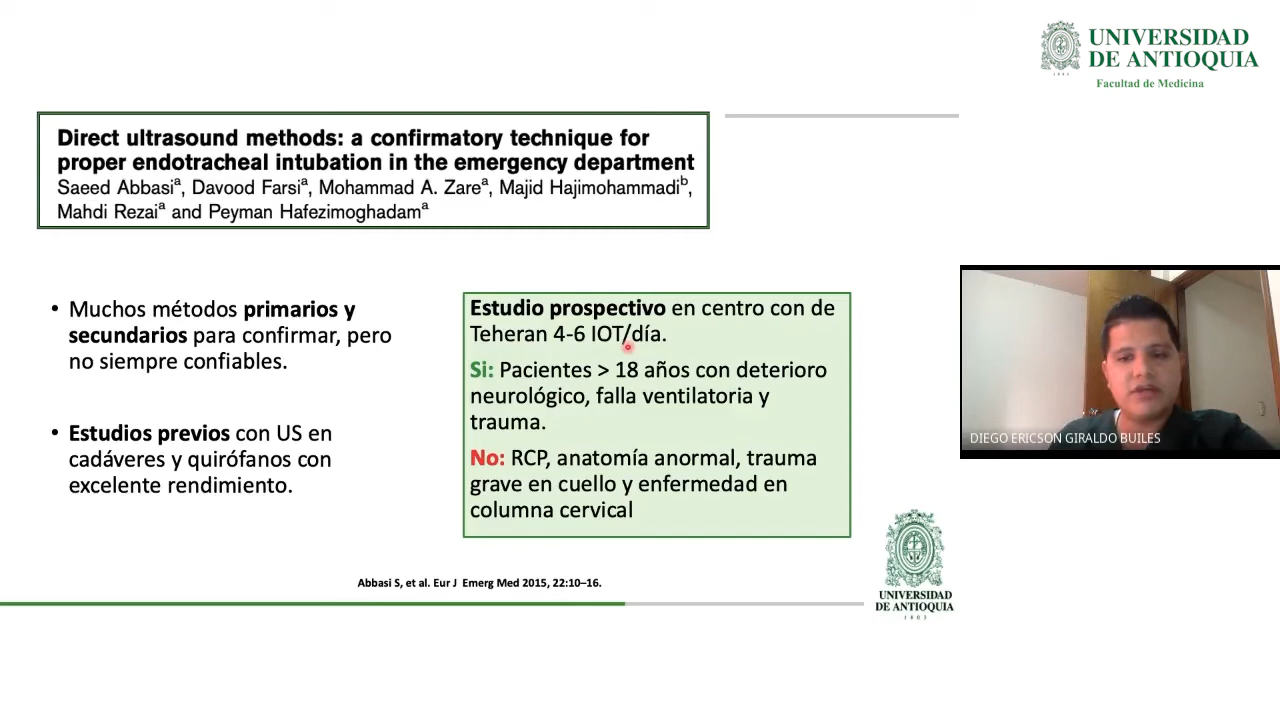 UNIVERSIDAD
DE ANTIOQUIA
1803
Facultad de Medicina
Direct ultrasound methods: a confirmatory technique for
proper endotracheal intubation in the emergency department
Saeed Abbasiᵃ, Davood Farsiᵃ, Mohammad A. Zareᵃ, Majid Hajimohammadiᵇ,
Mahdi Rezaiᵃ and Peyman Hafezimoghadamᵃ
• Muchos métodos primarios y
secundarios para confirmar, pero
no siempre confiables.
• Estudios previos con US en
cadáveres y quirófanos con
excelente rendimiento.
Estudio prospectivo en centro con de
Teheran 4-6 IOT/día.
Si: Pacientes > 18 años con deterioro
neurológico, falla ventilatoria y
trauma.
No: RCP, anatomía anormal, trauma
grave en cuello y enfermedad en
columna cervical
DIEGO ERICSON GIRALDO BUILES
Abbasi S, et al. Eur J Emerg Med 2015, 22:10–16.
UNIVERSIDAD
DE ANTIOQUIA
1803